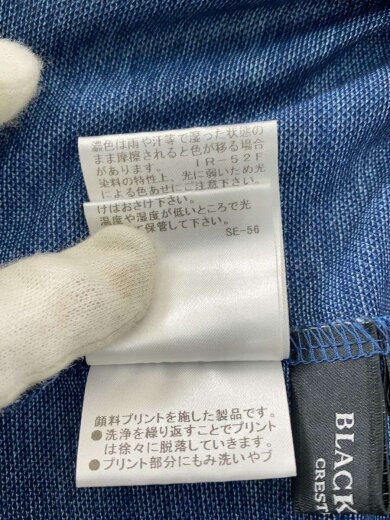 濃色は雨や汗等で湿った状態の
まま摩擦されると色が移る場合
があります。 IR-52F
染料の特性上、光に弱いため光
による色あせにご注意下さい。
けはおさけ下さい。
温度や湿度が低いところで光
て保管して下さい。
SE-56
顔料プリントを施した製品です。
●洗浄を繰り返すことでプリント
は徐々に脱落していきます。
●プリント部分にもみ洗いやブ
BLACK
CREST